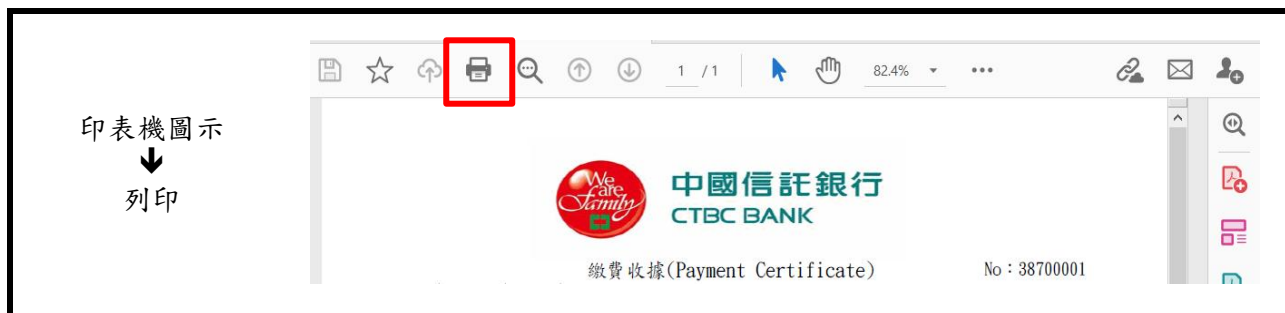 印表機圖示
列印
1 / 1
82.4%
We
are
Family
中國信託銀行
CTBC BANK
繳費收據(Payment Certificate)
No：38700001